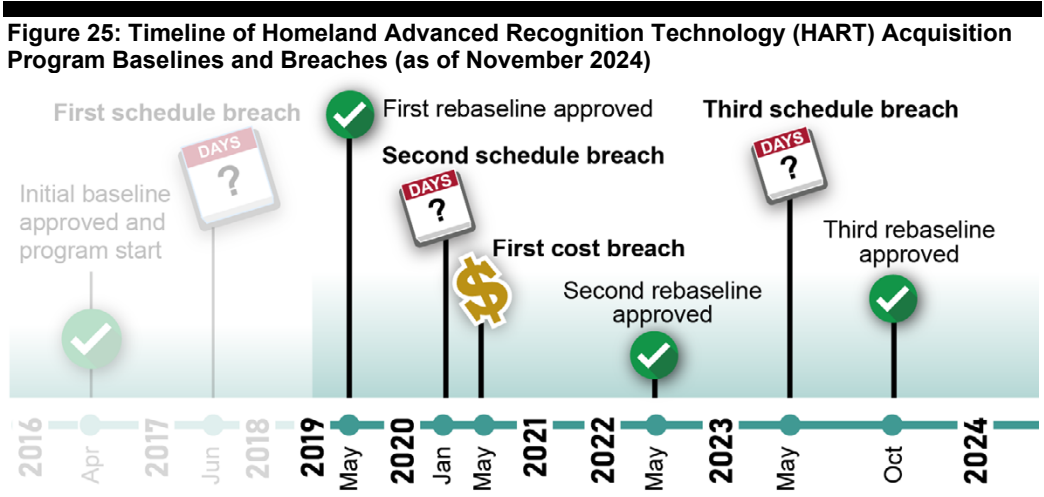 Figure 25: Timeline of Homeland Advanced Recognition Technology (HART) Acquisition
Program Baselines and Breaches (as of November 2024)
First schedule breach
DAYS
?
Initial baseline
approved and
program start
First rebaseline approved
Second schedule breach
DAYS
?
First cost breach
$
Second rebaseline
approved
Third schedule breach
DAYS
?
Third rebaseline
approved
2016
Apr
2017
Jun
2018
2019
May
2020
Jan
May
2021
2022
May
2023
May
Oct
2024